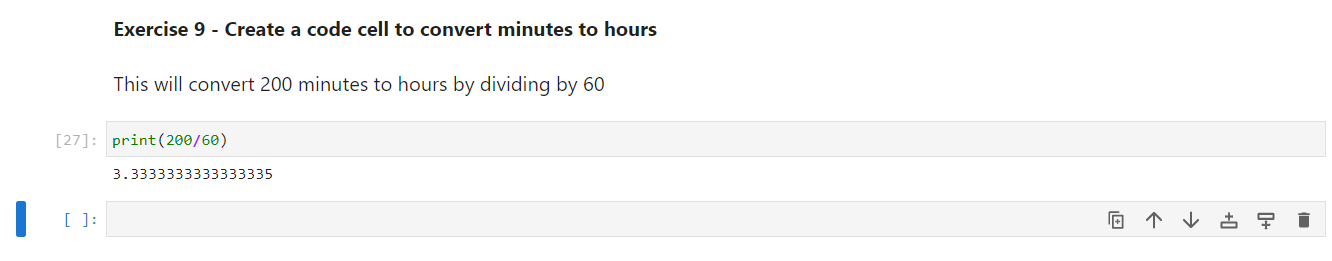 Exercise 9 - Create a code cell to convert minutes to hours
This will convert 200 minutes to hours by dividing by 60
[27]: print(200/60)
3.3333333333333335
[ ]: